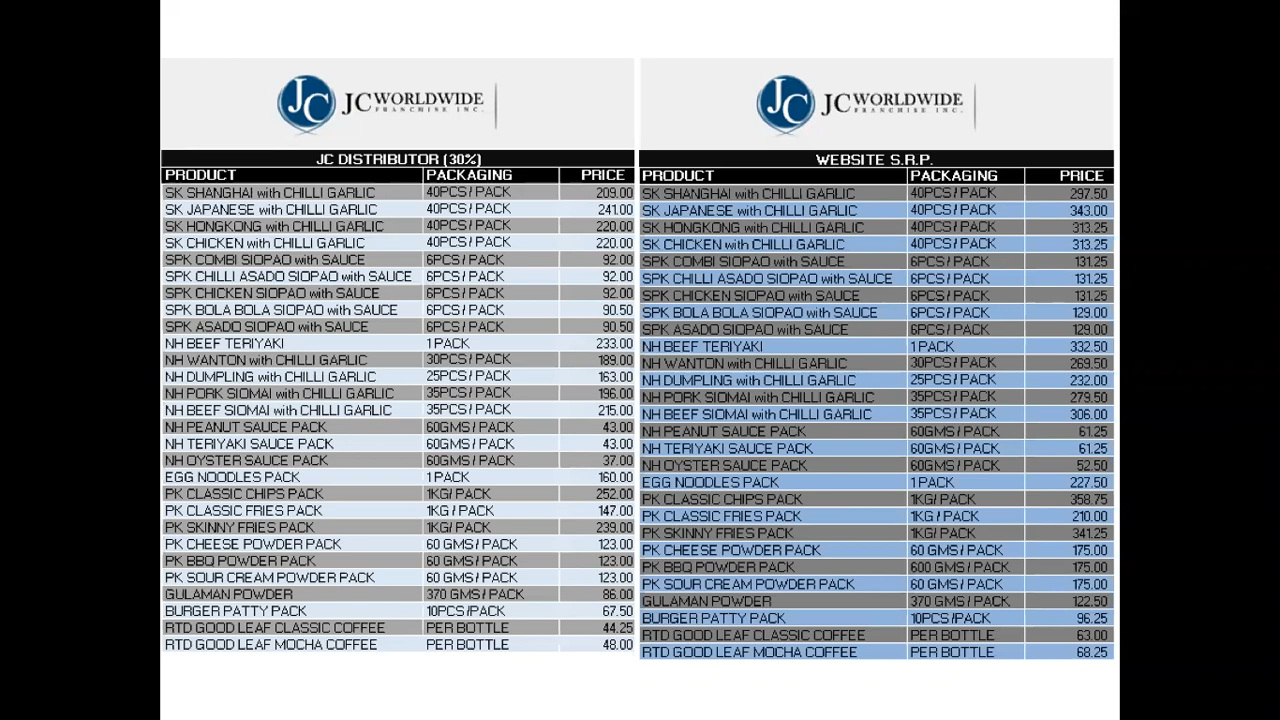 JC JC WORLDWIDE
FRANCHISE INC.
JC DISTRIBUTOR (30%)
PRODUCT PACKAGING PRICE
SK SHANGHAI with CHILLI GARLIC 40PCS / PACK 209.00
SK JAPANESE with CHILLI GARLIC 40PCS / PACK 241.00
SK HONGKONG with CHILLI GARLIC 40PCS / PACK 220.00
SK CHICKEN with CHILLI GARLIC 40PCS / PACK 220.00
SPK COMBI SIOPAO with SAUCE 6PCS / PACK 92.00
SPK CHILLI ASADO SIOPAO with SAUCE 6PCS / PACK 92.00
SPK CHICKEN SIOPAO with SAUCE 6PCS / PACK 92.00
SPK BOLA BOLA SIOPAO with SAUCE 6PCS / PACK 90.50
SPK ASADO SIOPAO with SAUCE 6PCS / PACK 90.50
NH BEEF TERIYAKI 1 PACK 233.00
NH WANTON with CHILLI GARLIC 30PCS / PACK 189.00
NH DUMPLING with CHILLI GARLIC 25PCS / PACK 163.00
NH PORK SIOMAI with CHILLI GARLIC 35PCS / PACK 196.00
NH BEEF SIOMAI with CHILLI GARLIC 35PCS / PACK 215.00
NH PEANUT SAUCE PACK 60GMS / PACK 43.00
NH TERIYAKI SAUCE PACK 60GMS / PACK 43.00
NH OYSTER SAUCE PACK 60GMS / PACK 37.00
EGG NOODLES PACK 1 PACK 160.00
PK CLASSIC CHIPS PACK 1KG/ PACK 252.00
PK CLASSIC FRIES PACK 1KG/ PACK 147.00
PK SKINNY FRIES PACK 1KG/ PACK 239.00
PK CHEESE POWDER PACK 60 GMS / PACK 123.00
PK BBQ POWDER PACK 60 GMS / PACK 123.00
PK SOUR CREAM POWDER PACK 60 GMS / PACK 123.00
GULAMAN POWDER 370 GMS / PACK 86.00
BURGER PATTY PACK 10PCS /PACK 67.50
RTD GOOD LEAF CLASSIC COFFEE PER BOTTLE 44.25
RTD GOOD LEAF MOCHA COFFEE PER BOTTLE 48.00
JC JC WORLDWIDE
FRANCHISE INC.
WEBSITE S.R.P.
PRODUCT PACKAGING PRICE
SK SHANGHAI with CHILLI GARLIC 40PCS / PACK 297.50
SK JAPANESE with CHILLI GARLIC 40PCS / PACK 343.00
SK HONGKONG with CHILLI GARLIC 40PCS / PACK 313.25
SK CHICKEN with CHILLI GARLIC 40PCS / PACK 313.25
SPK COMBI SIOPAO with SAUCE 6PCS / PACK 131.25
SPK CHILLI ASADO SIOPAO with SAUCE 6PCS / PACK 131.25
SPK CHICKEN SIOPAO with SAUCE 6PCS / PACK 131.25
SPK BOLA BOLA SIOPAO with SAUCE 6PCS / PACK 129.00
SPK ASADO SIOPAO with SAUCE 6PCS / PACK 129.00
NH BEEF TERIYAKI 1 PACK 332.50
NH WANTON with CHILLI GARLIC 30PCS / PACK 269.50
NH DUMPLING with CHILLI GARLIC 25PCS / PACK 232.00
NH PORK SIOMAI with CHILLI GARLIC 35PCS / PACK 279.50
NH BEEF SIOMAI with CHILLI GARLIC 35PCS / PACK 306.00
NH PEANUT SAUCE PACK 60GMS / PACK 61.25
NH TERIYAKI SAUCE PACK 60GMS / PACK 61.25
NH OYSTER SAUCE PACK 60GMS / PACK 52.50
EGG NOODLES PACK 1 PACK 227.50
PK CLASSIC CHIPS PACK 1KG/ PACK 358.75
PK CLASSIC FRIES PACK 1KG/ PACK 210.00
PK SKINNY FRIES PACK 1KG/ PACK 341.25
PK CHEESE POWDER PACK 60 GMS / PACK 175.00
PK BBQ POWDER PACK 600 GMS / PACK 175.00
PK SOUR CREAM POWDER PACK 60 GMS / PACK 175.00
GULAMAN POWDER 370 GMS / PACK 122.50
BURGER PATTY PACK 10PCS /PACK 96.25
RTD GOOD LEAF CLASSIC COFFEE PER BOTTLE 63.00
RTD GOOD LEAF MOCHA COFFEE PER BOTTLE 68.25